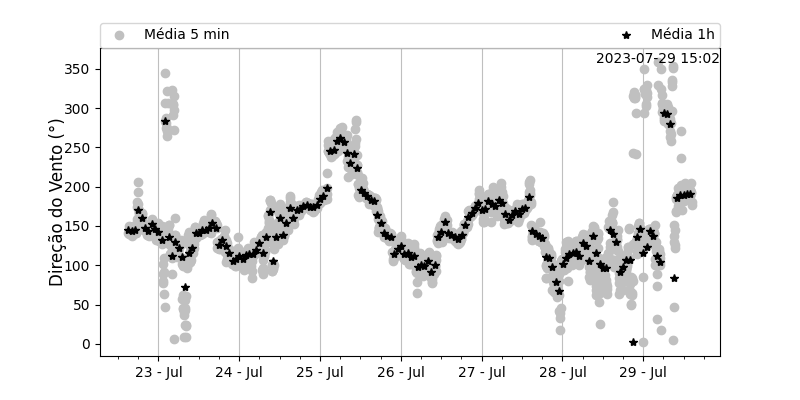 Média 5 min
Média 1h
2023-07-29 15:02
Direção do Vento (°)
350
300
250
200
150
100
50
0
23 - Jul
24 - Jul
25 - Jul
26 - Jul
27 - Jul
28 - Jul
29 - Jul